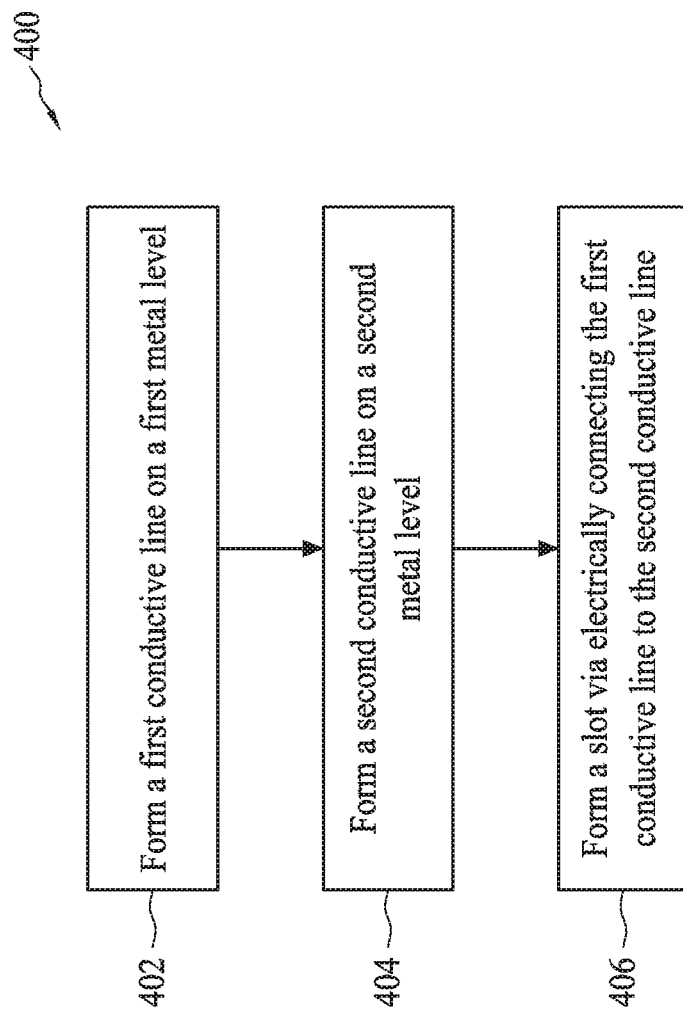 400
402
Form a first conductive line on a first metal level
404
Form a second conductive line on a second
metal level
406
Form a slot via electrically connecting the first
conductive line to the second conductive line